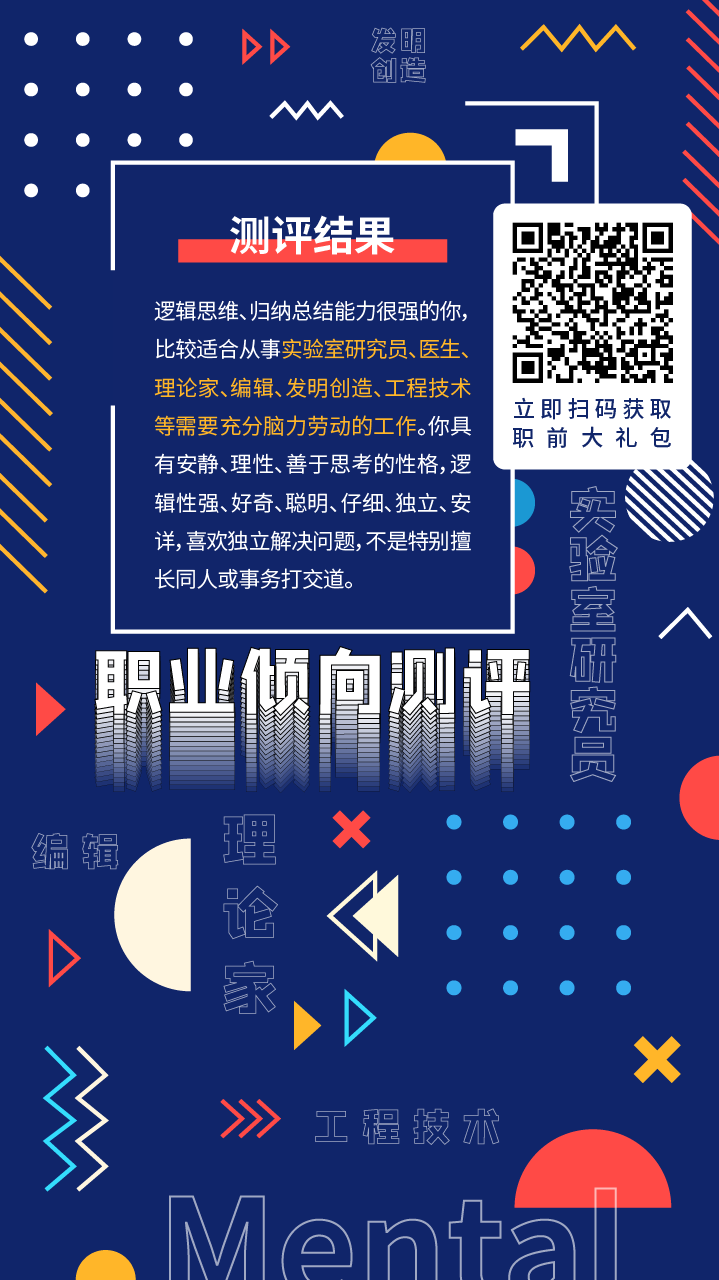 发明
创造
测评结果
逻辑思维、归纳总结能力很强的你，
比较适合从事实验室研究员、医生、
理论家、编辑、发明创造、工程技术
等需要充分脑力劳动的工作。你具
有安静、理性、善于思考的性格，逻
辑性强、好奇、聪明、仔细、独立、安
详，喜欢独立解决问题，不是特别擅
长同人或事务打交道。
立即扫码获取
职前大礼包
实验室研究员
职业倾向测评
编辑
理论家
工程技术
Mental